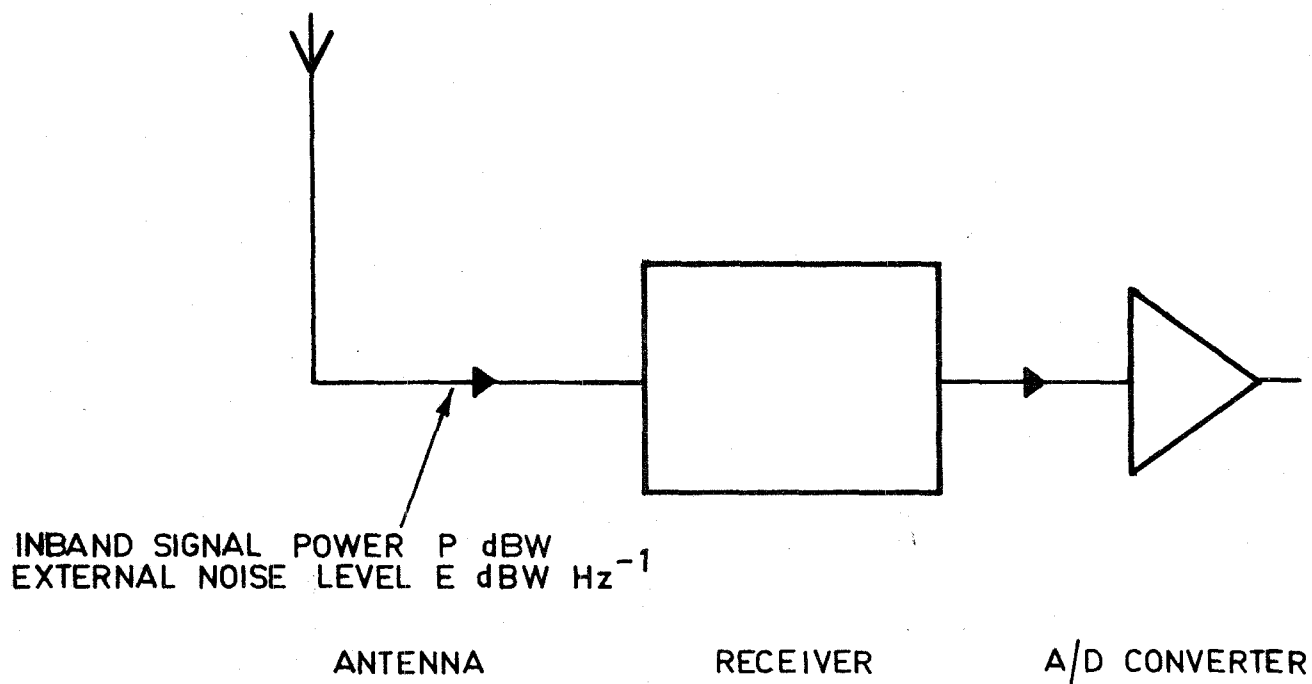 INBAND SIGNAL POWER P dBW
EXTERNAL NOISE LEVEL E dBW Hz⁻¹
ANTENNA RECEIVER A/D CONVERTER